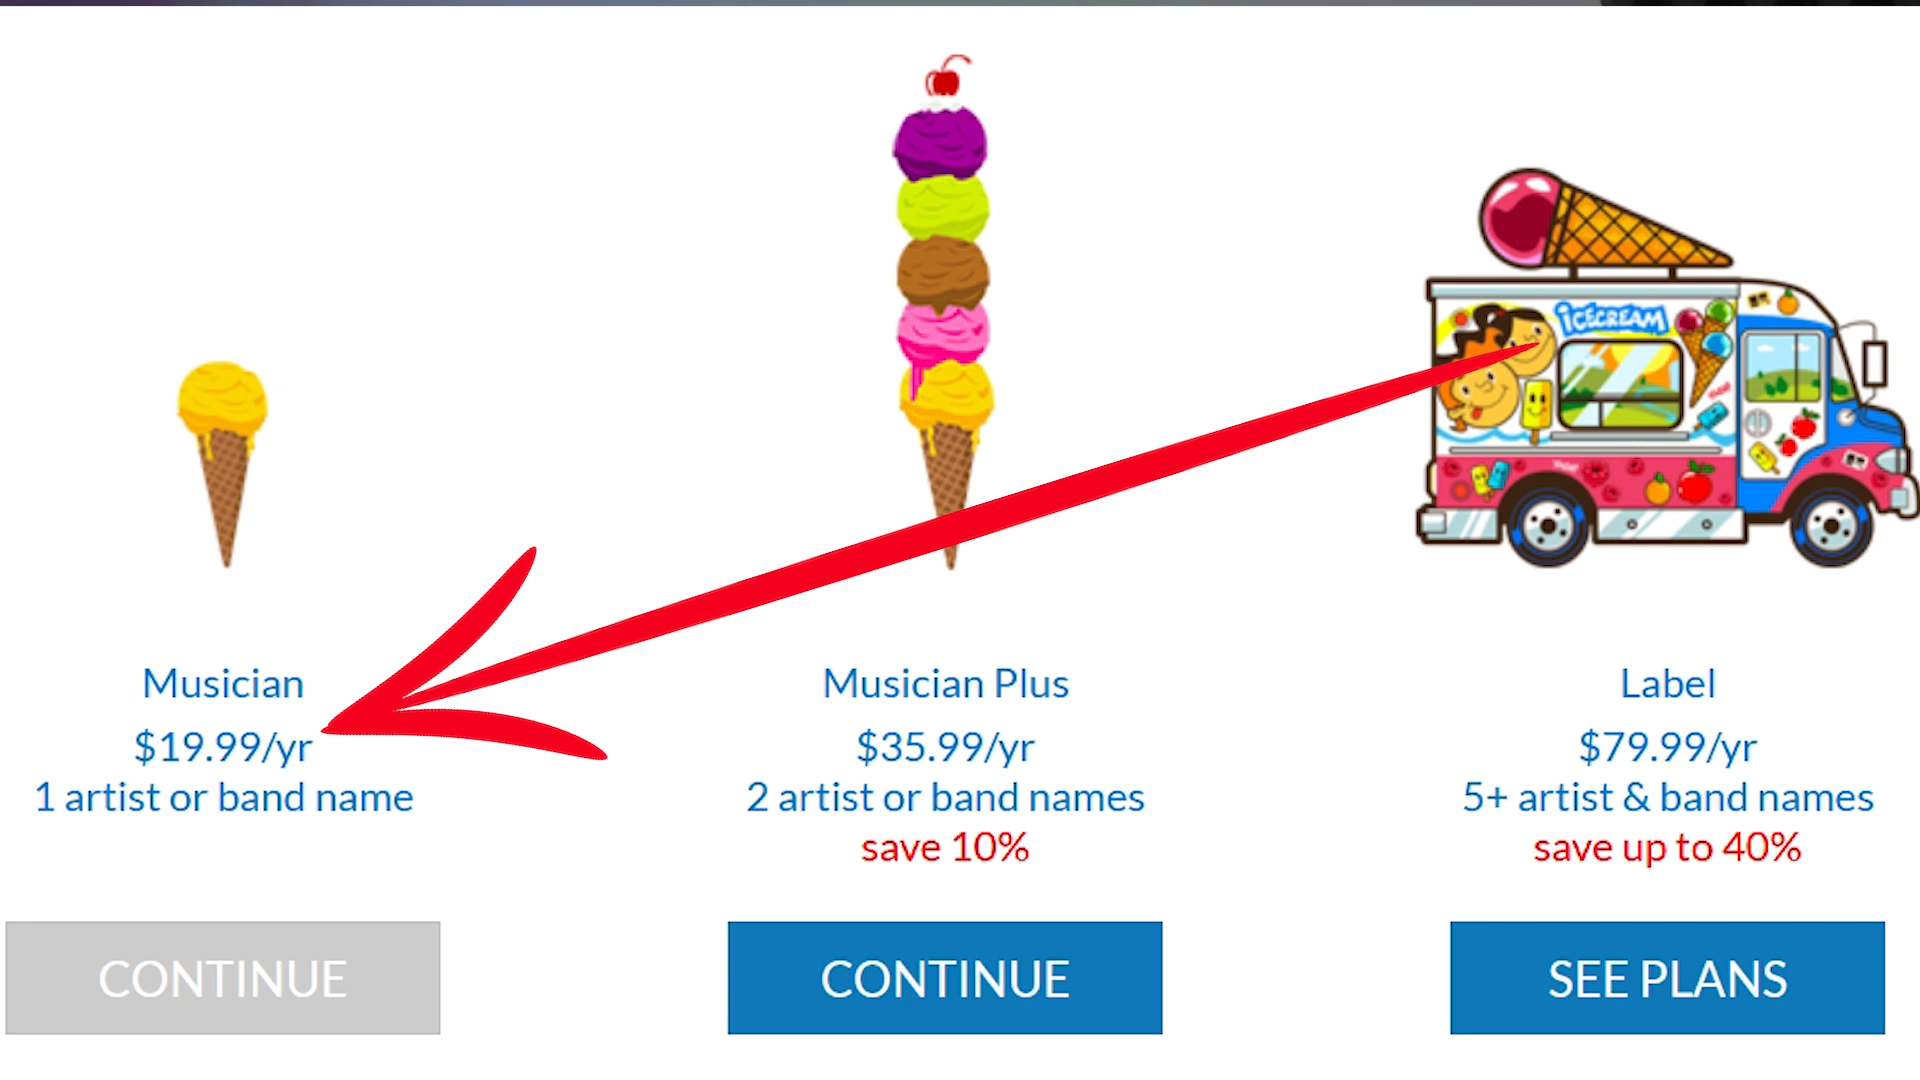 iCECREAM
Musician
$19.99/yr
1 artist or band name
CONTINUE
Musician Plus
$35.99/yr
2 artist or band names
save 10%
CONTINUE
Label
$79.99/yr
5+ artist & band names
save up to 40%
SEE PLANS